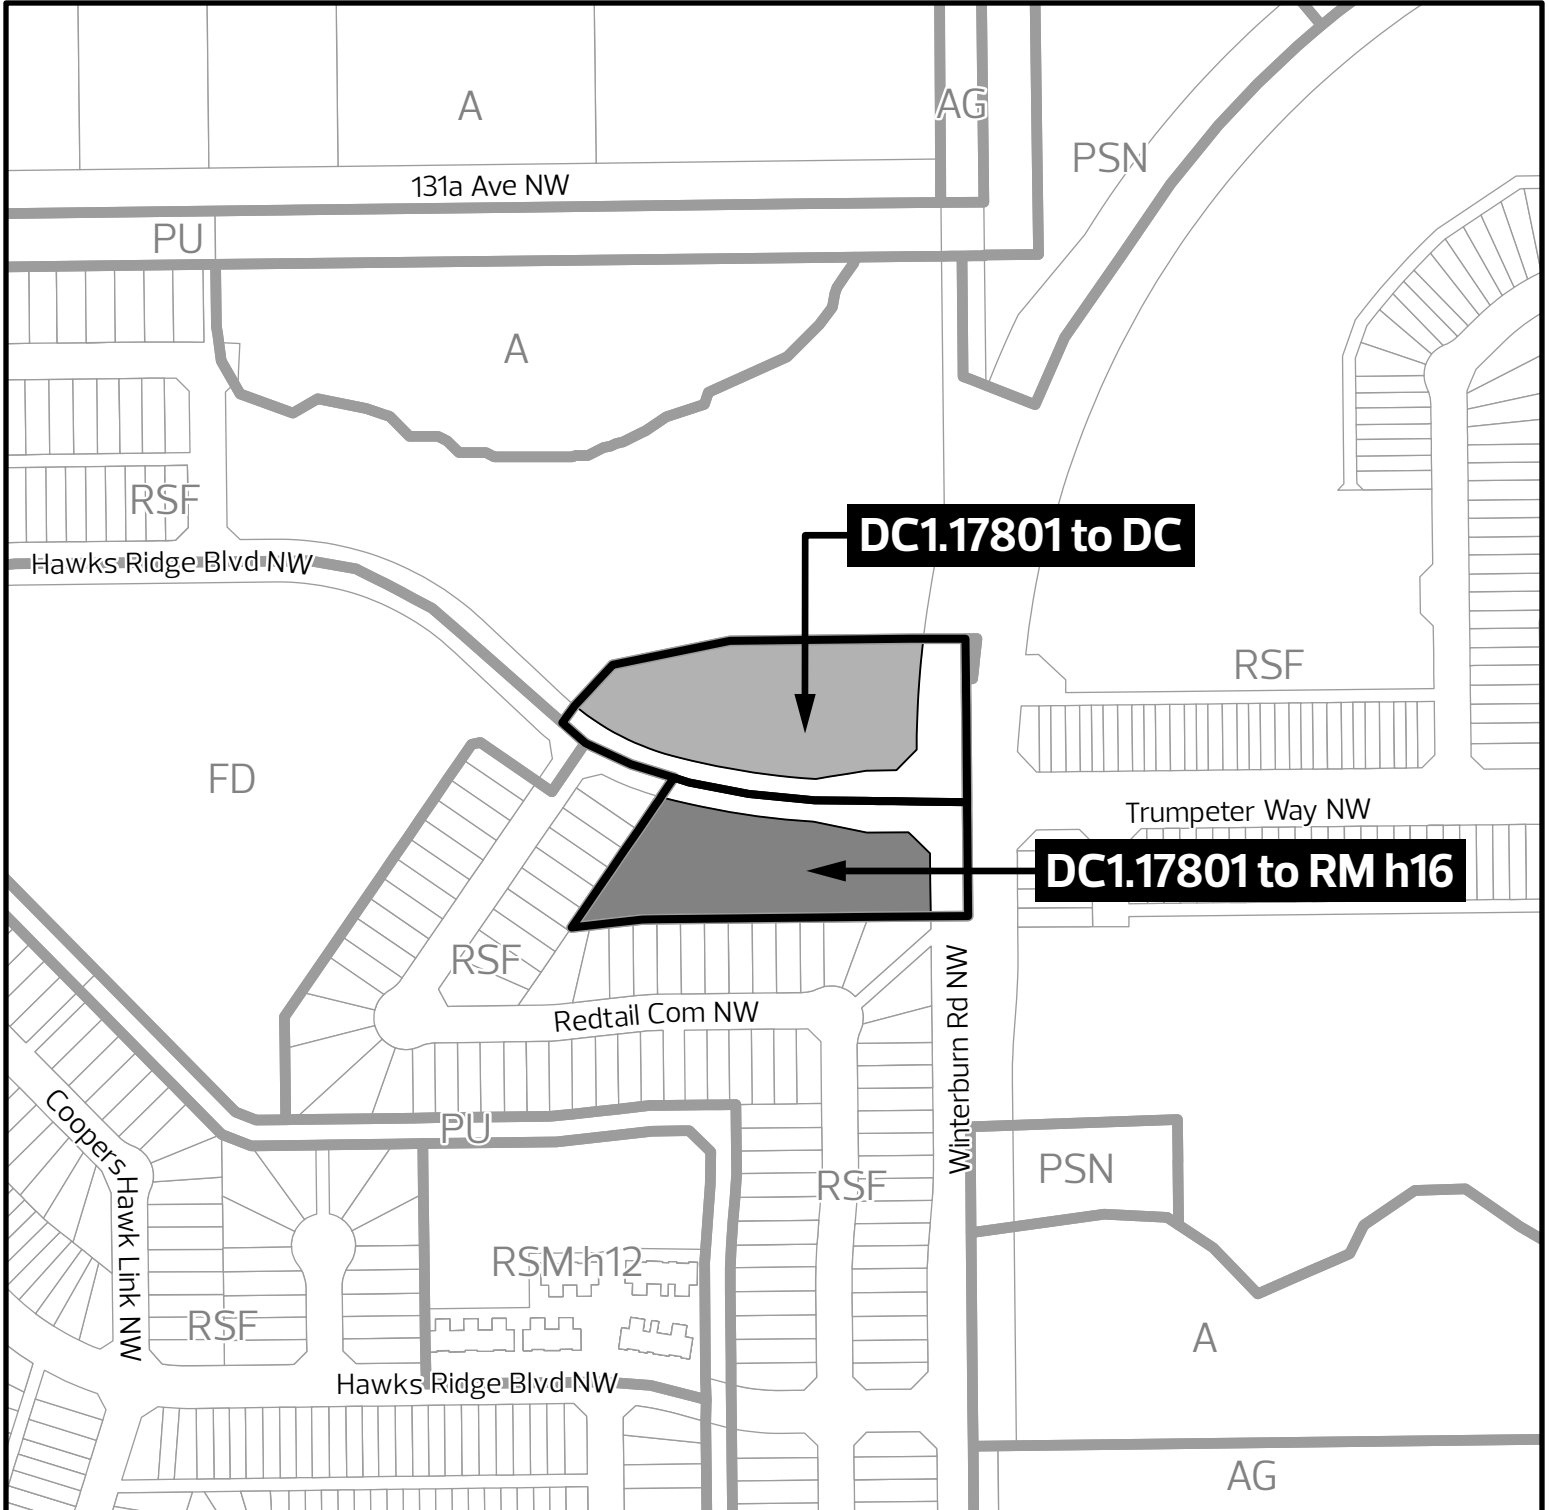 A
AG
PSN
131a Ave NW
PU
A
RSF
DC1.17801 to DC
Hawks Ridge Blvd NW
RSF
FD
Trumpeter Way NW
DC1.17801 to RM h16
RSF
Redtail Com NW
Winterburn Rd NW
Coopers Hawk Link NW
PU
PSN
RSF
RSM h12
RSF
A
Hawks Ridge Blvd NW
AG